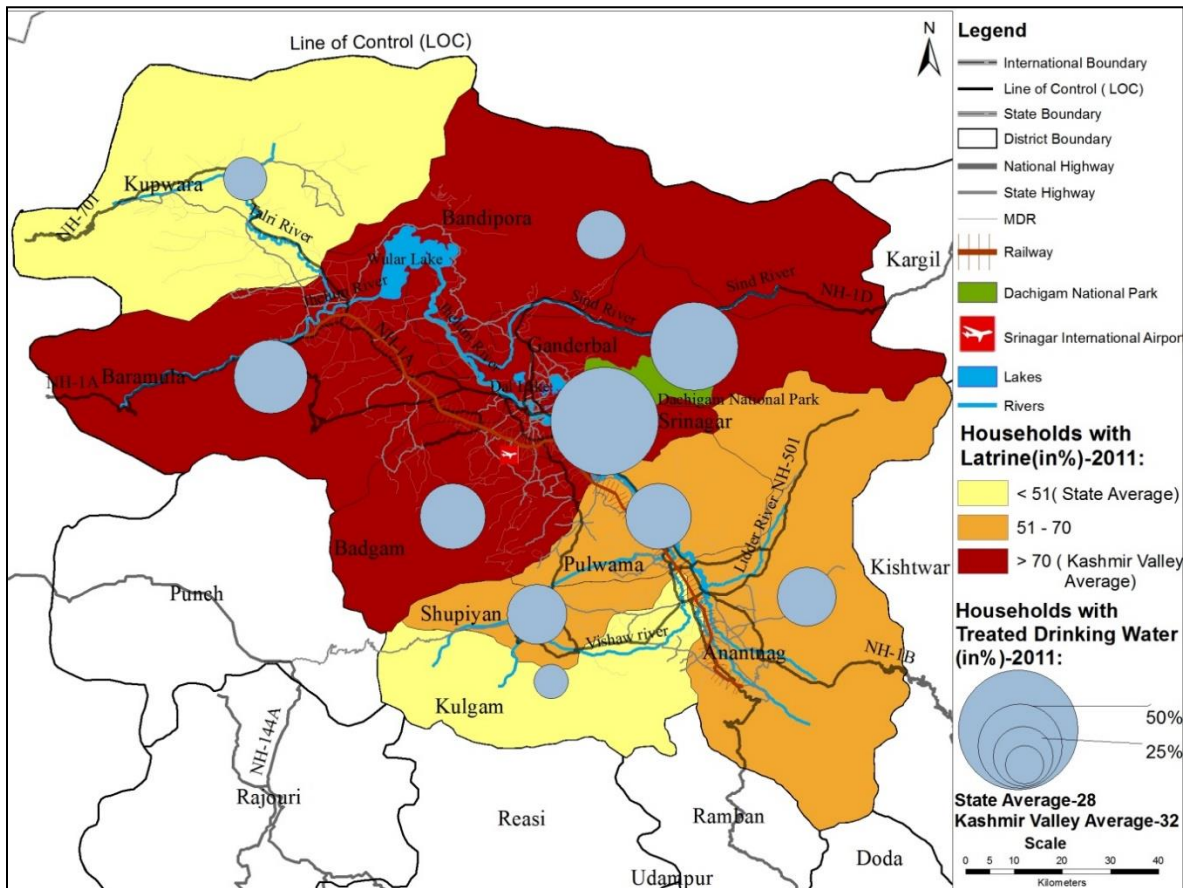 Line of Control (LOC)
N
Kupwara
NH-701
Talri River
Bandipora
Wular Lake
Jhelum River
Kargil
Sind River
NH-1D
Sind River
Jhelum River
NH-1A
Ganderbal
Baramula
NH-1A
Dal Lake
Dachigam National Park
Srinagar
NH-501
Lidder River
Badgam
Pulwama
Kishtwar
Punch
Shupiyan
Vishaw river
Anantnag
NH-1B
Kulgam
NH-144A
Rajouri
Reasi
Ramban
Doda
Udampur
Legend
International Boundary
Line of Control ( LOC)
State Boundary
District Boundary
National Highway
State Highway
MDR
Railway
Dachigam National Park
Srinagar International Airport
Lakes
Rivers
Households with
Latrine(in%)-2011:
< 51( State Average)
51 - 70
> 70 ( Kashmir Valley
Average)
Households with
Treated Drinking Water
(in%)-2011:
50%
25%
State Average-28
Kashmir Valley Average-32
Scale
0 5 10 20 30 40
Kilometers